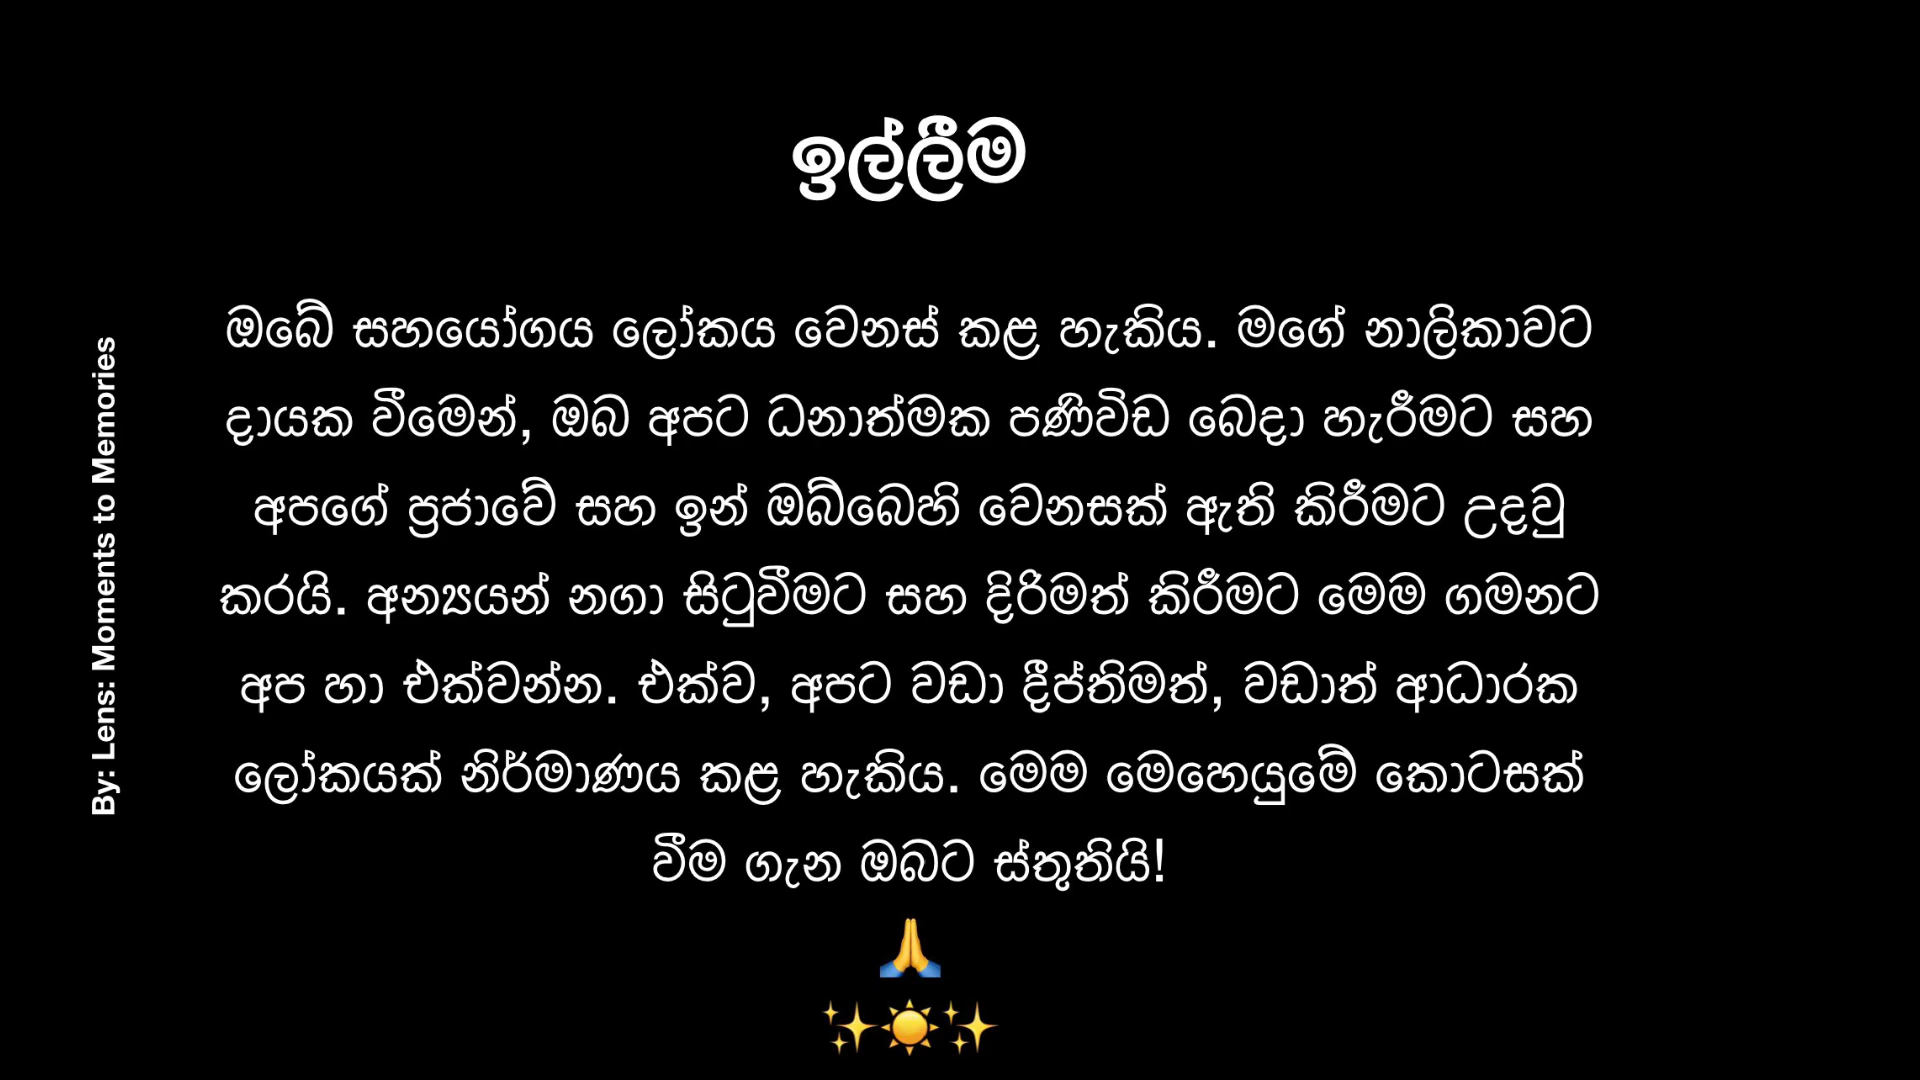 ඉල්ලීම
ඔබේ සහයෝගය ලෝකය වෙනස් කළ හැකිය. මගේ නාලිකාවට
දායක වීමෙන්, ඔබ අපට ධනාත්මක පණිවිඩ බෙදා හැරීමට සහ
අපගේ ප්‍රජාවේ සහ ඉන් ඔබ්බෙහි වෙනසක් ඇති කිරීමට උදවු
කරයි. අන්‍යයන් නගා සිටුවීමට සහ දිරිමත් කිරීමට මෙම ගමනට
අප හා එක්වන්න. එක්ව, අපට වඩා දීප්තිමත්, වඩාත් ආධාරක
ලෝකයක් නිර්මාණය කළ හැකිය. මෙම මෙහෙයුමේ කොටසක්
වීම ගැන ඔබට ස්තූතියි!
🙏
✨☀️✨
By: Lens: Moments to Memories